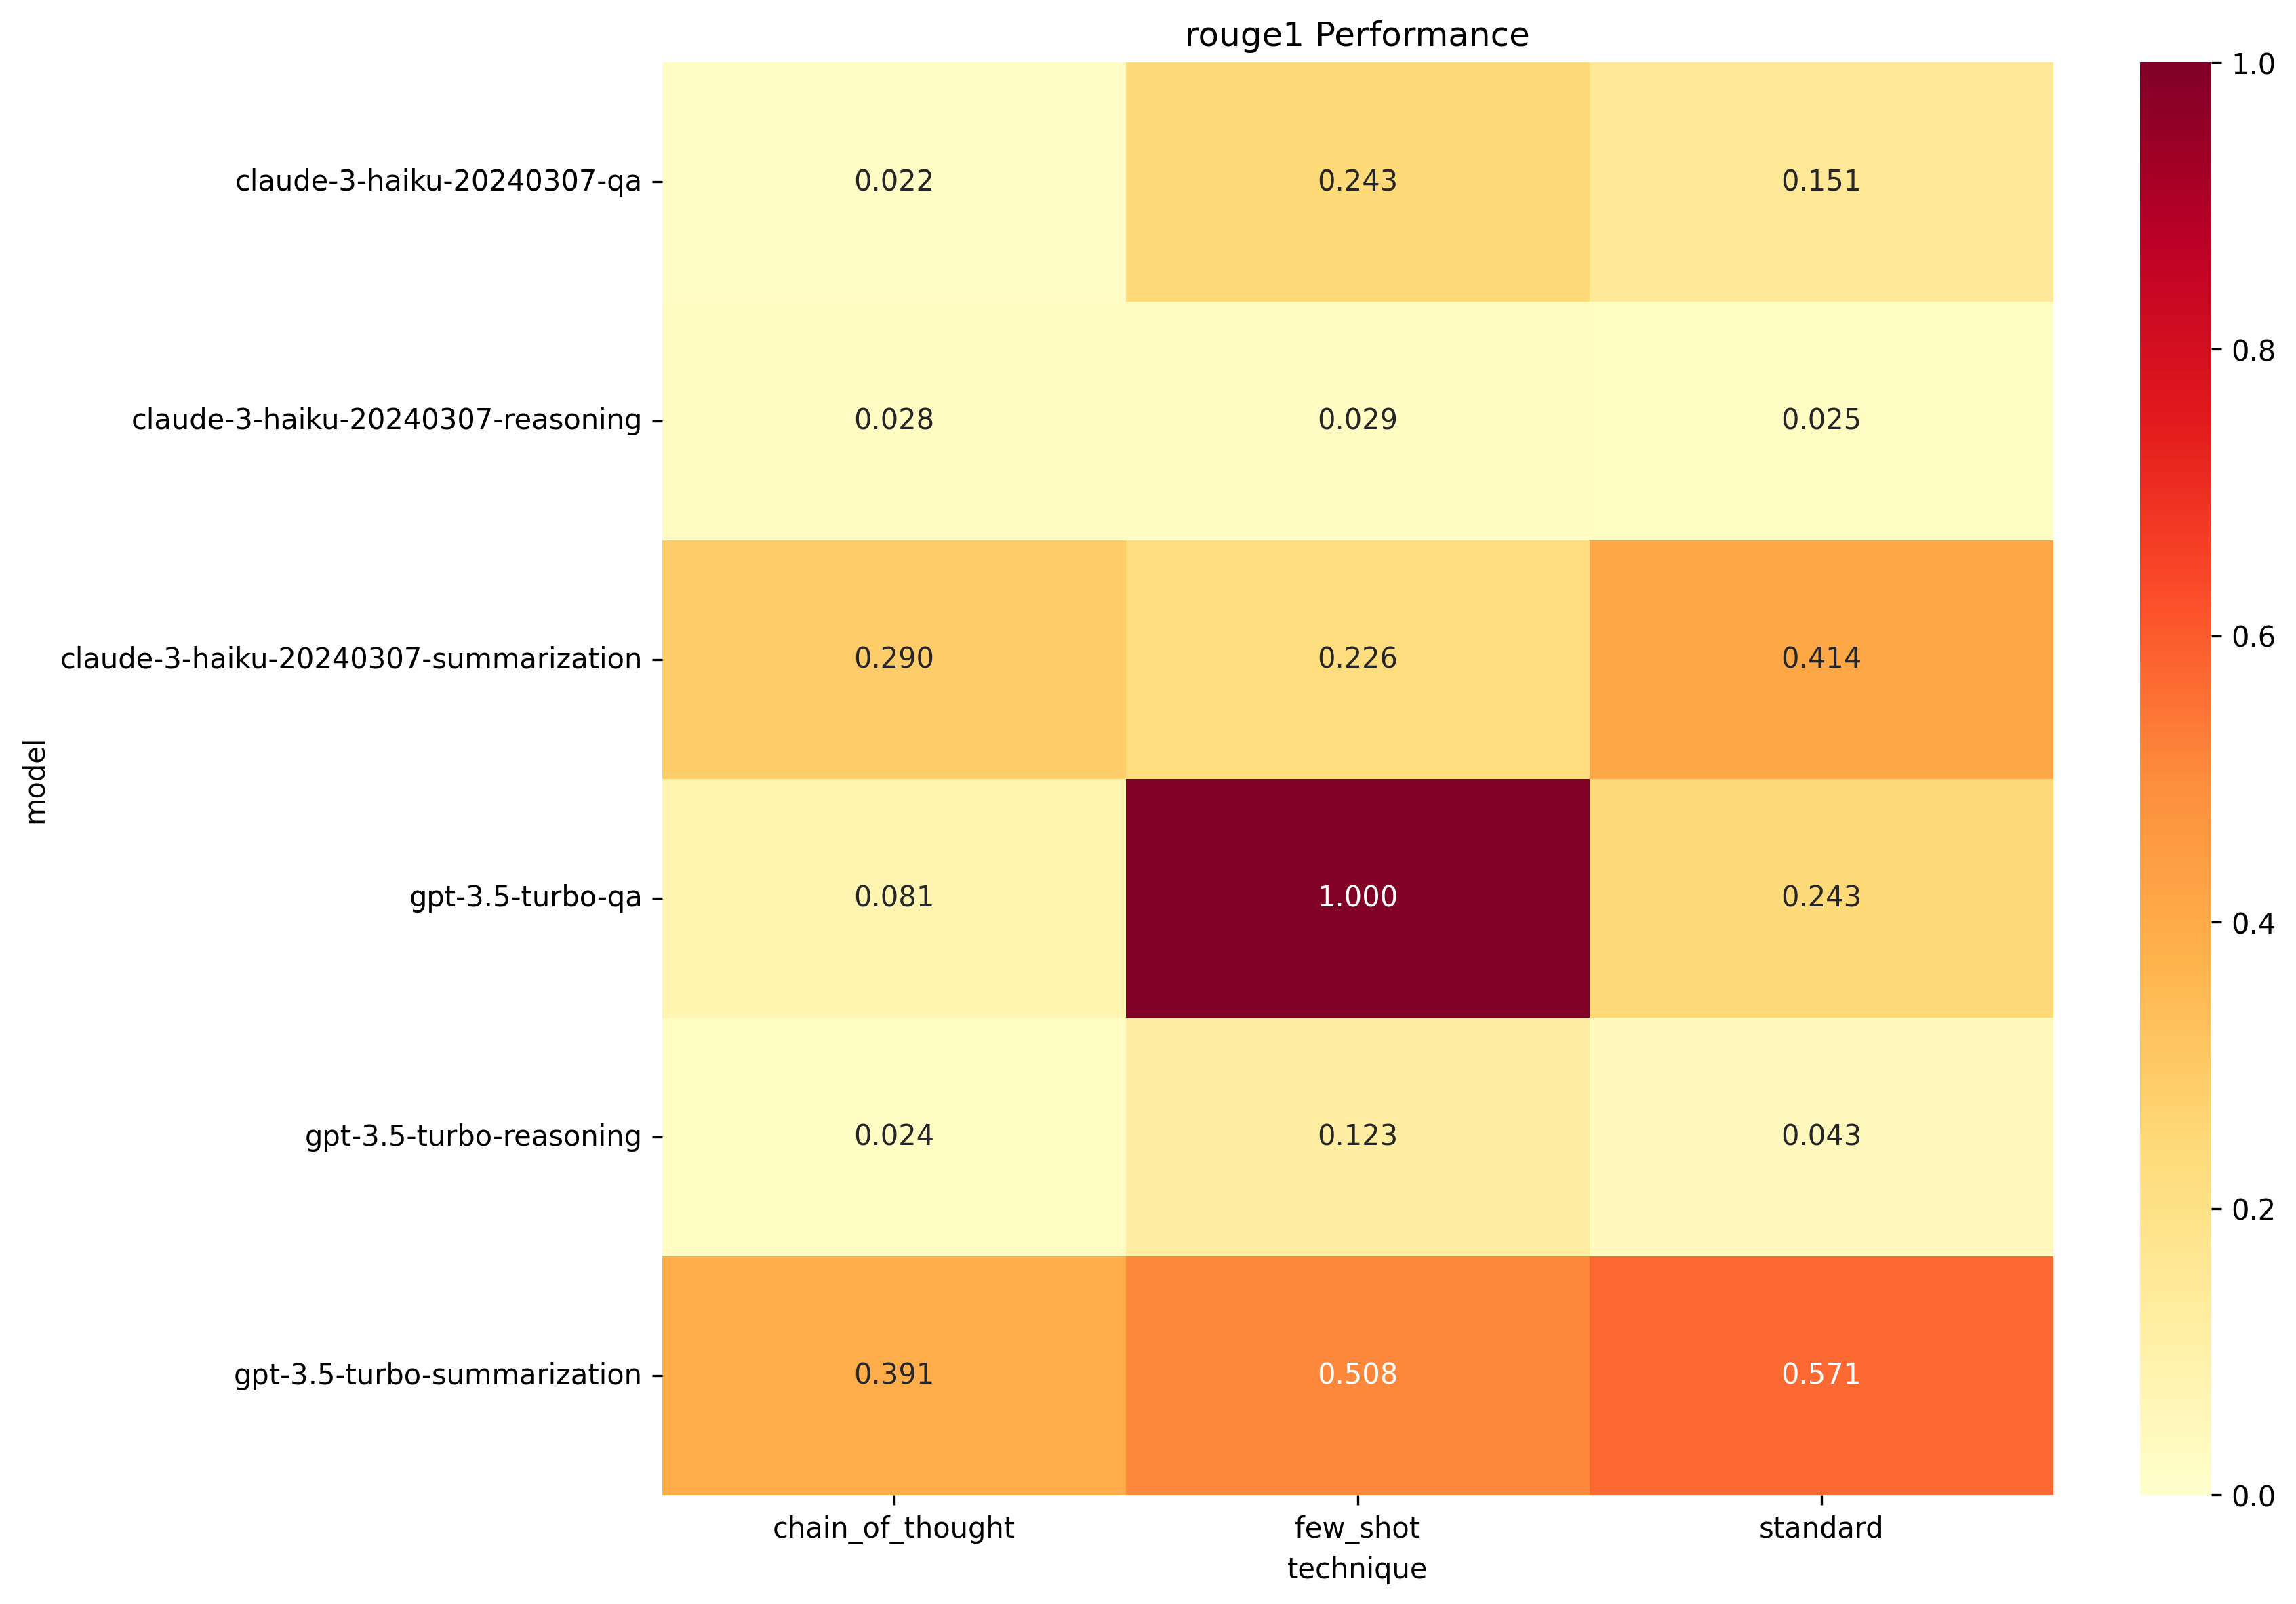 rouge1 Performance
claude-3-haiku-20240307-qa 0.022 0.243 0.151
claude-3-haiku-20240307-reasoning 0.028 0.029 0.025
claude-3-haiku-20240307-summarization 0.290 0.226 0.414
gpt-3.5-turbo-qa 0.081 1.000 0.243
gpt-3.5-turbo-reasoning 0.024 0.123 0.043
gpt-3.5-turbo-summarization 0.391 0.508 0.571
chain_of_thought few_shot standard
technique
model
1.0
0.8
0.6
0.4
0.2
0.0